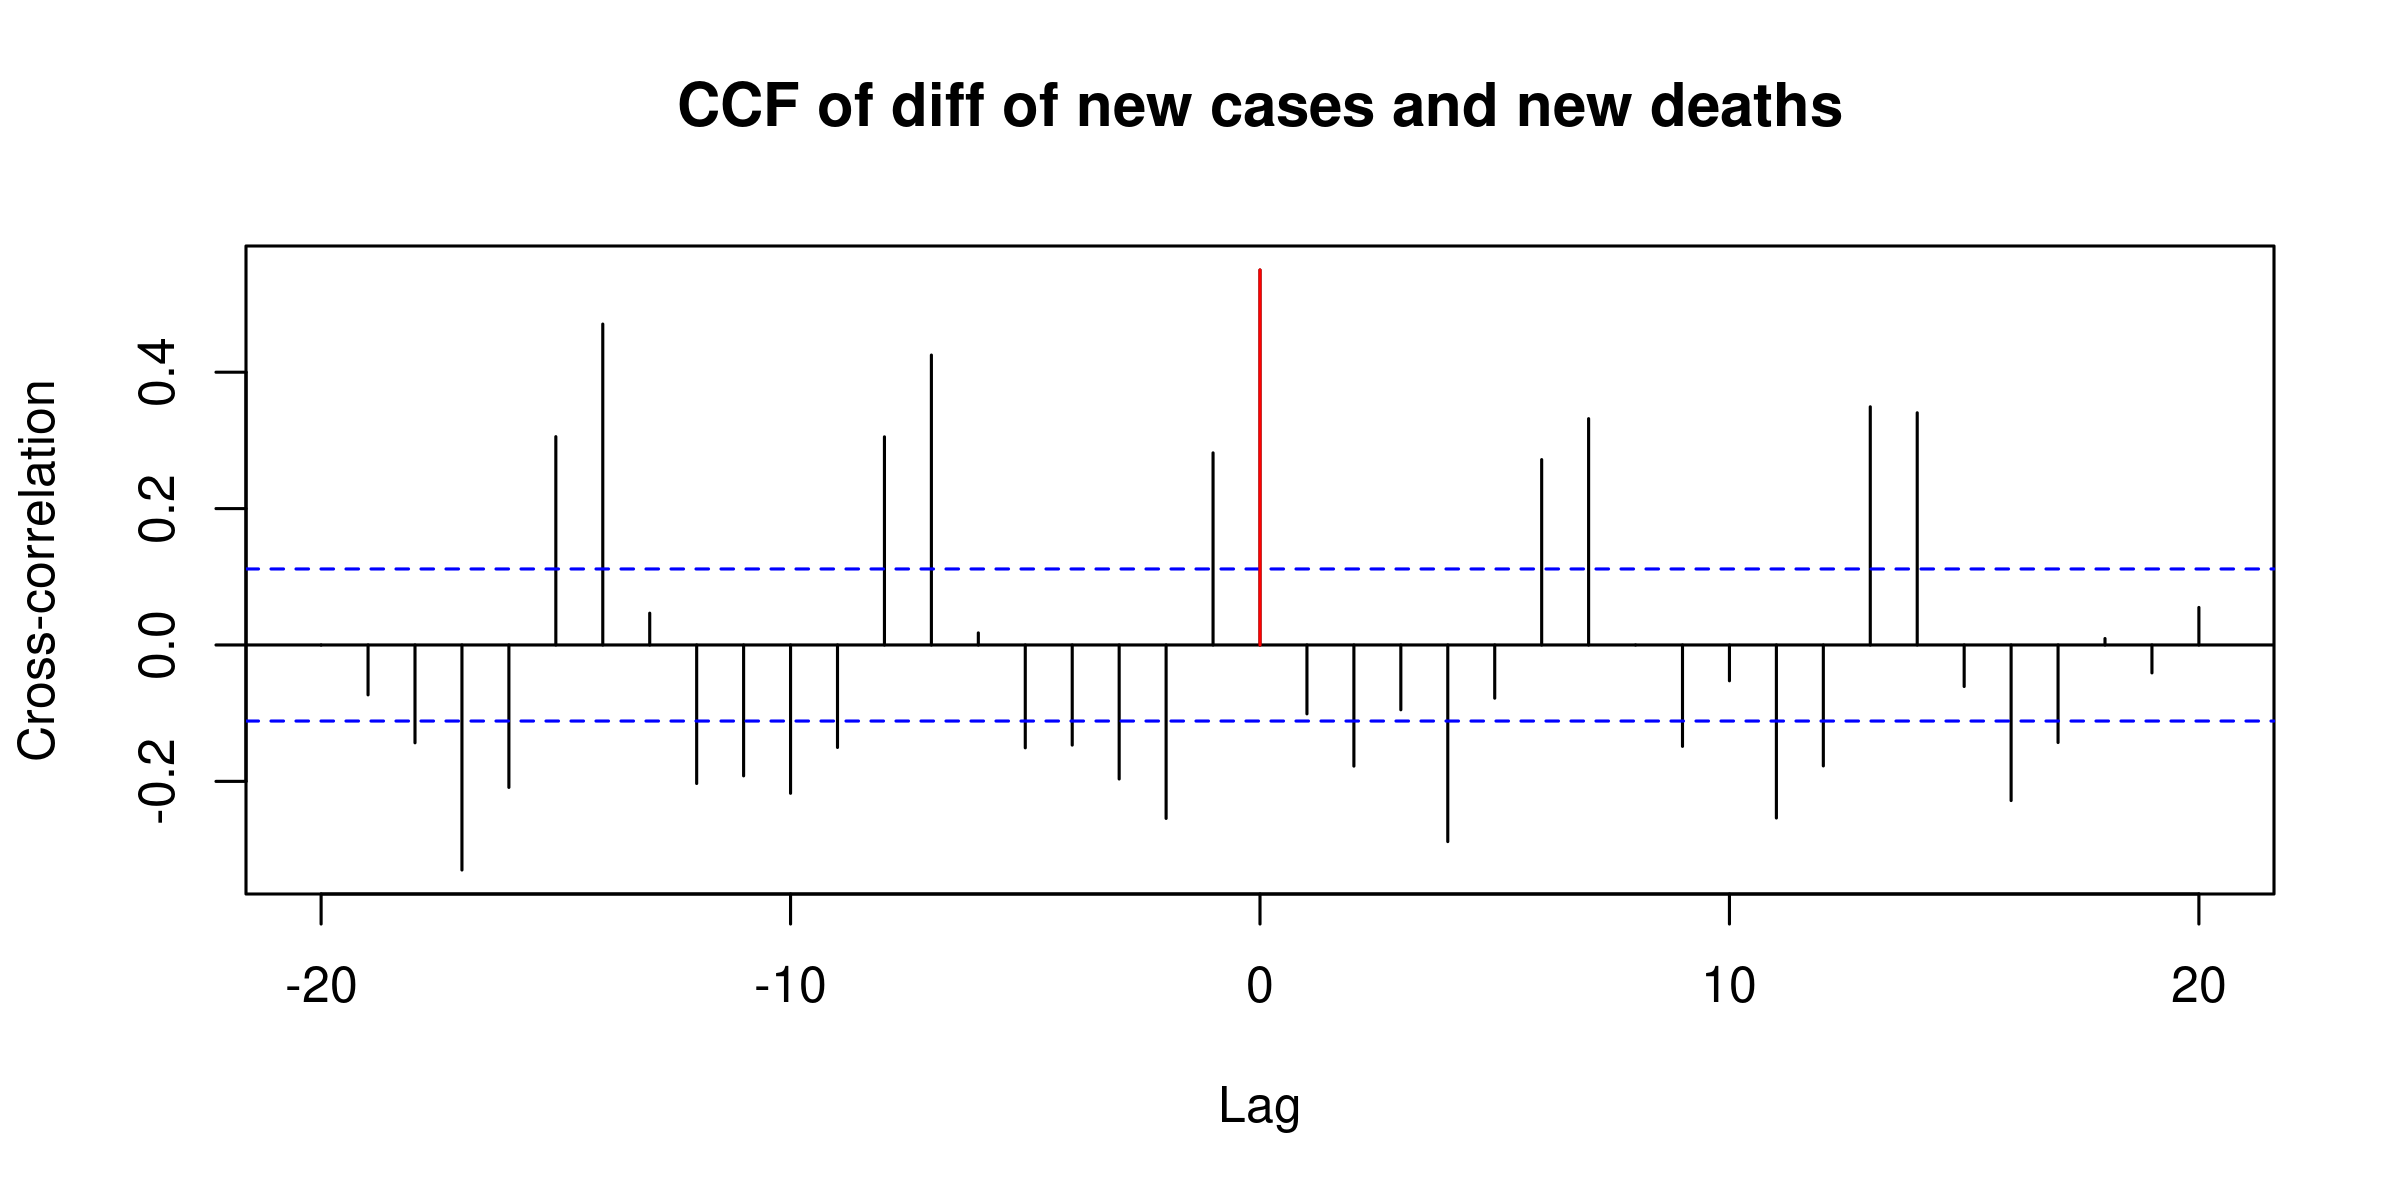 CCF of diff of new cases and new deaths
Cross-correlation
0.4
0.2
0.0
-0.2
-20 -10 0 10 20
Lag